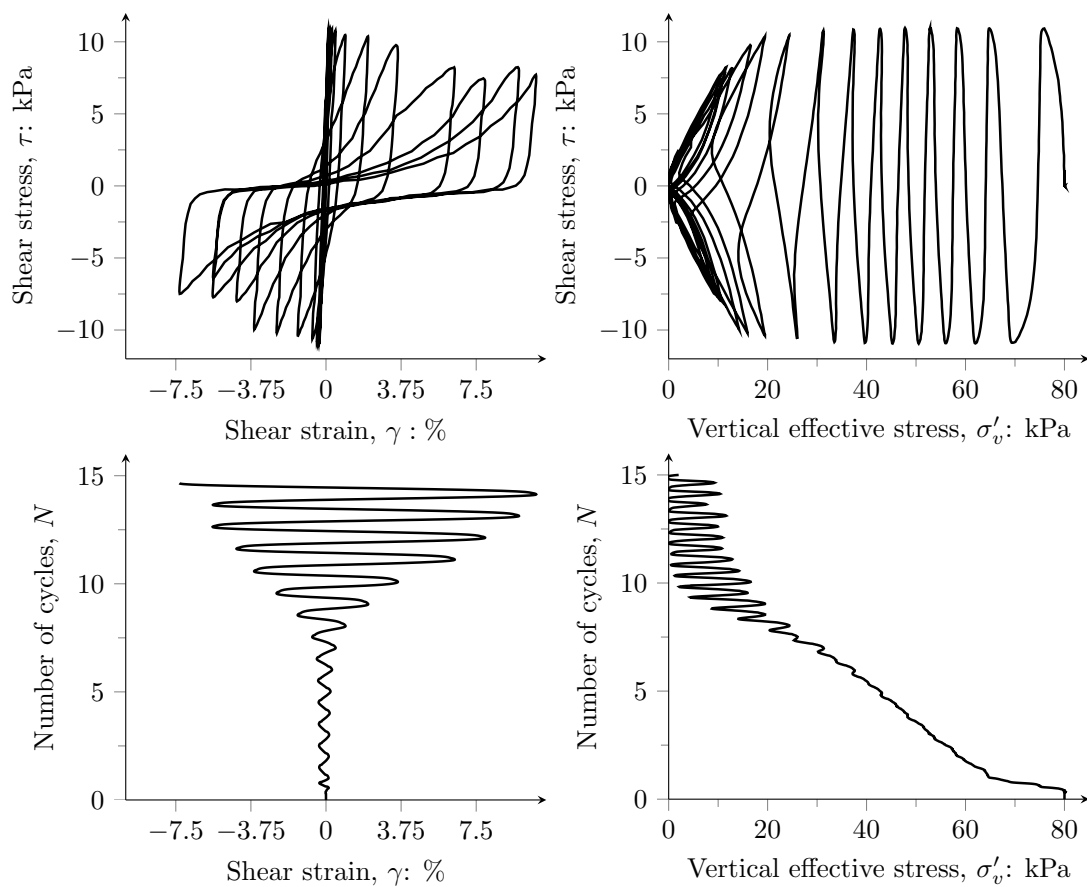 10
5
0
−5
−10
Shear stress, τ: kPa
−7.5 −3.75 0 3.75 7.5
Shear strain, γ : %
10
5
0
−5
−10
Shear stress, τ: kPa
0 20 40 60 80
Vertical effective stress, σ′v: kPa
15
10
5
0
Number of cycles, N
−7.5 −3.75 0 3.75 7.5
Shear strain, γ: %
15
10
5
0
Number of cycles, N
0 20 40 60 80
Vertical effective stress, σ′v: kPa